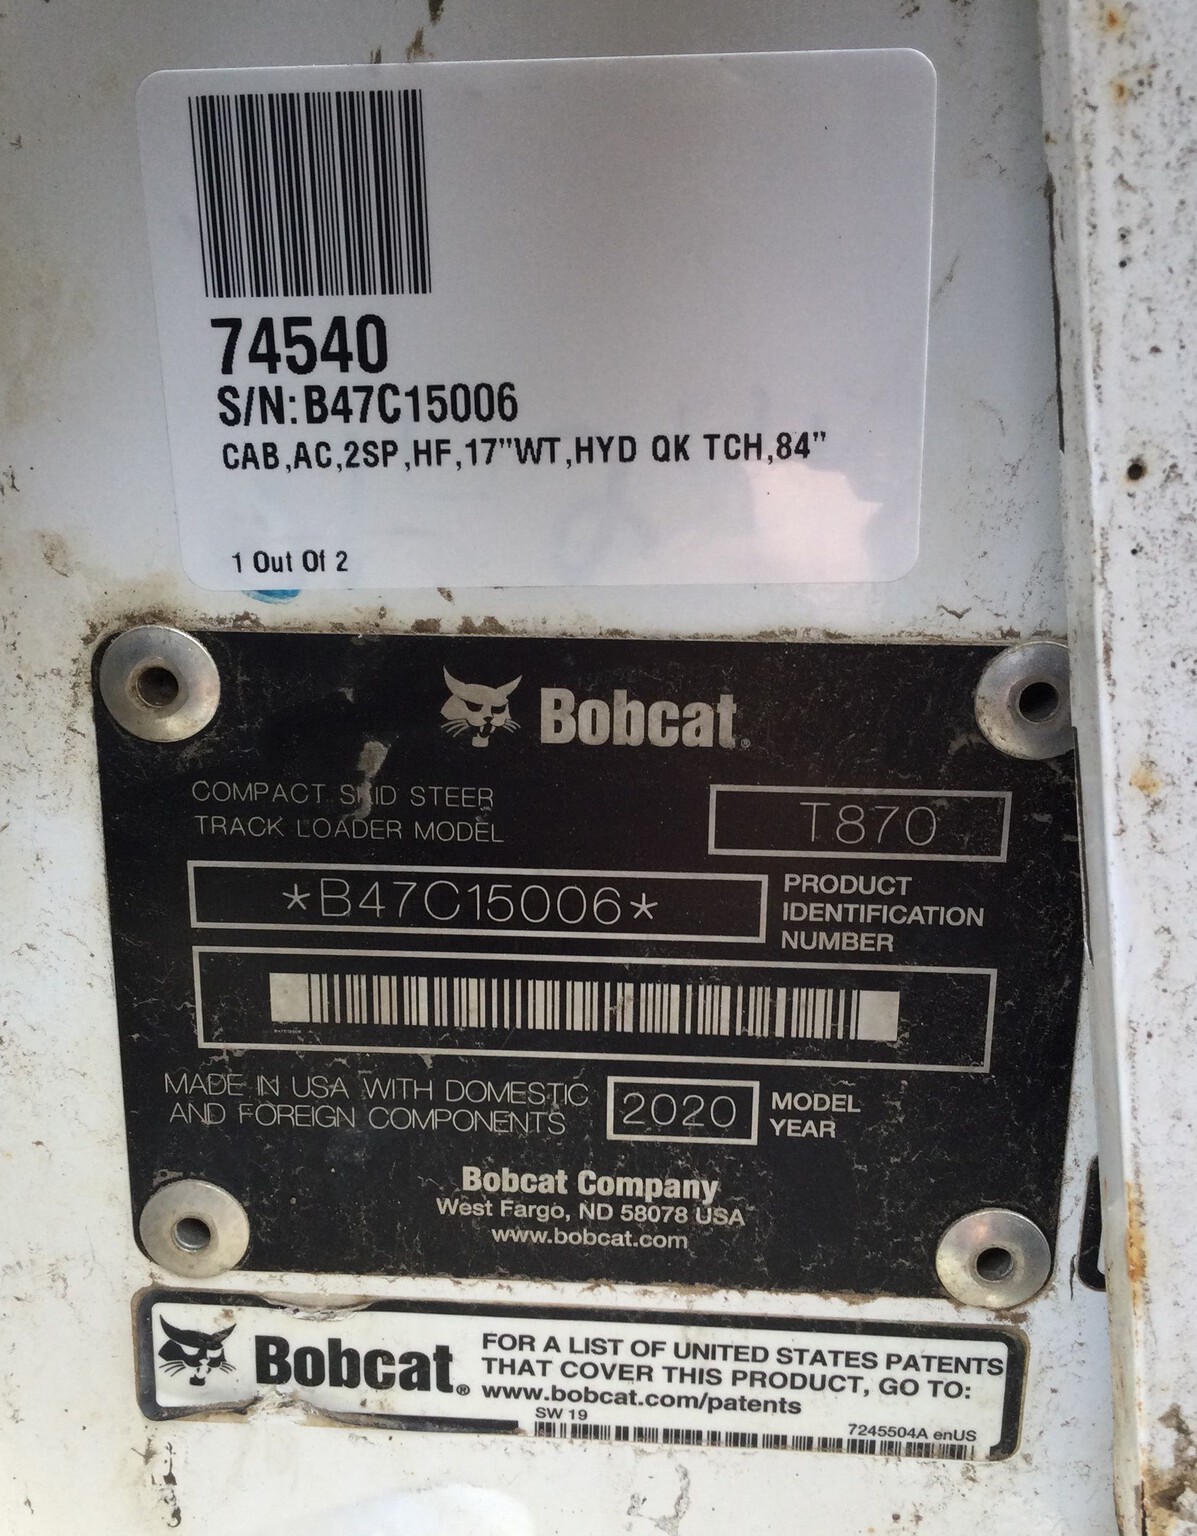 74540
S/N:B47C15006
CAB,AC,2SP,HF,17"WT,HYD QK TCH,84"
1 Out Of 2
Bobcat®
COMPACT SKID STEER
TRACK LOADER MODEL
T870
*B47C15006*
PRODUCT
IDENTIFICATION
NUMBER
MADE IN USA WITH DOMESTIC
AND FOREIGN COMPONENTS
2020
MODEL
YEAR
Bobcat Company
West Fargo, ND 58078 USA
www.bobcat.com
Bobcat®
FOR A LIST OF UNITED STATES PATENTS
THAT COVER THIS PRODUCT, GO TO:
www.bobcat.com/patents
SW 19
7245504A enUS